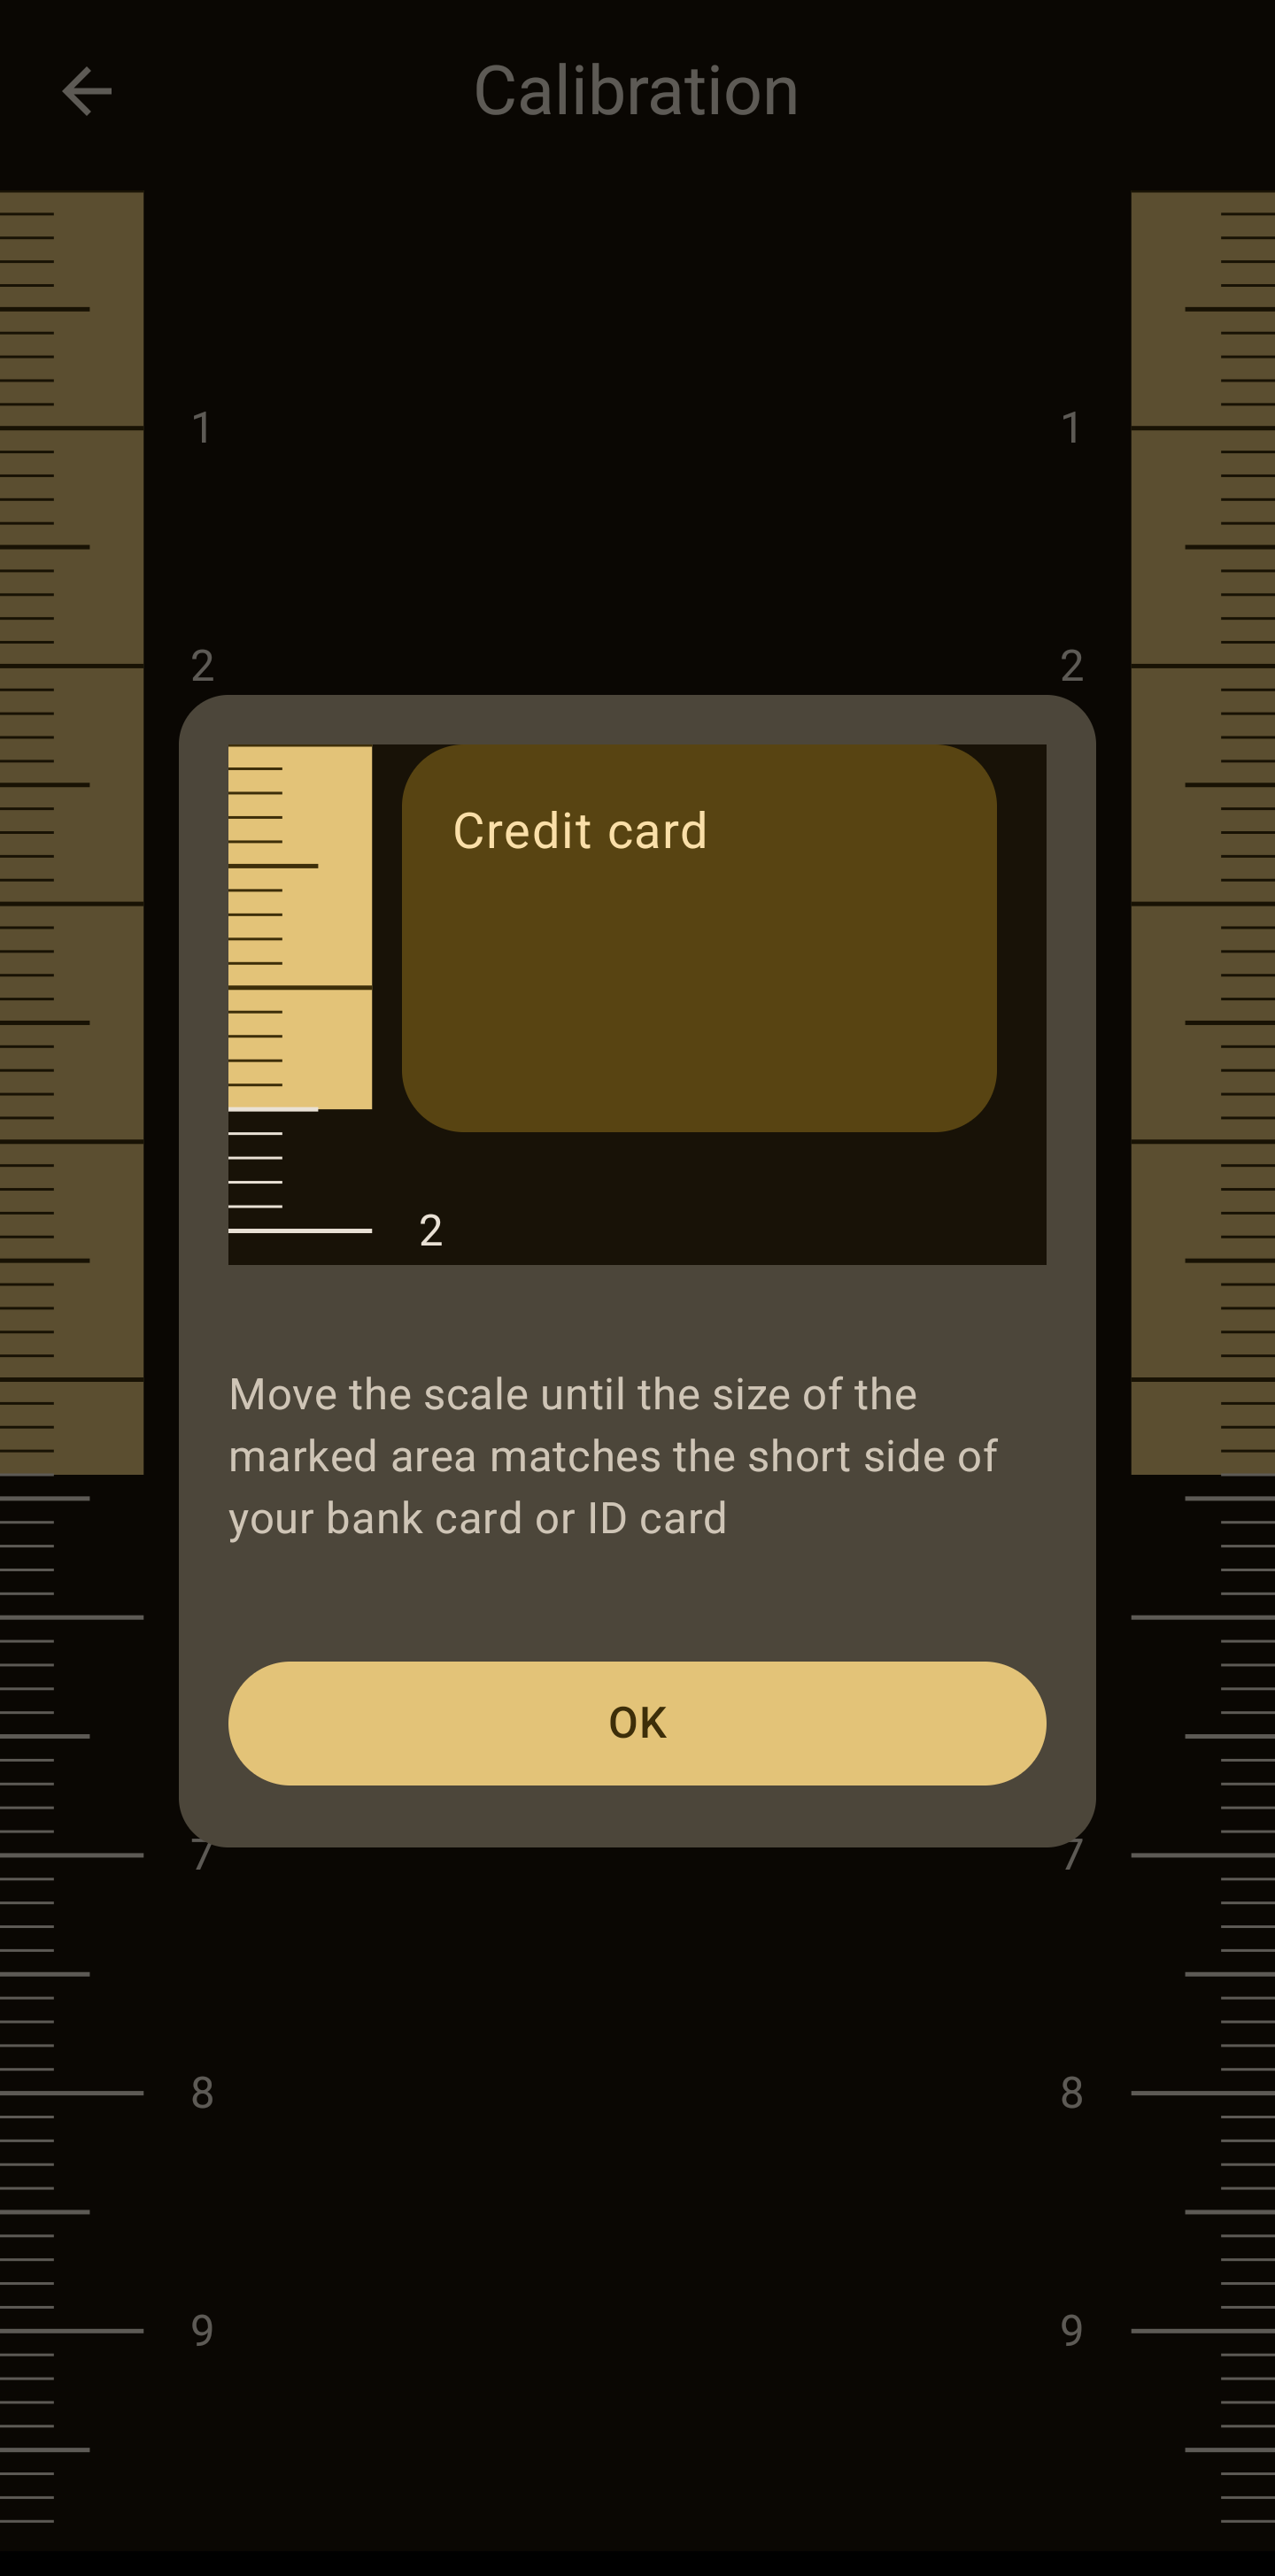 Calibration
1 1
2 2
Credit card
2
Move the scale until the size of the
marked area matches the short side of
your bank card or ID card
OK
7 7
8 8
9 9